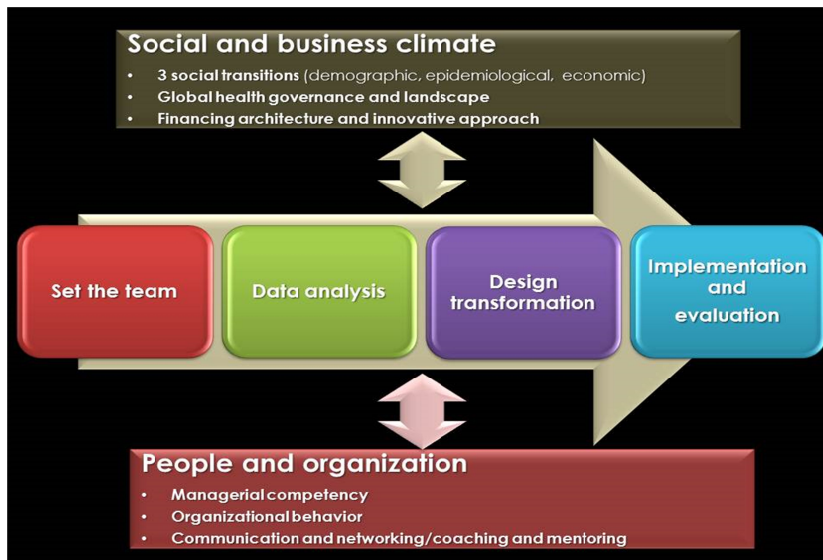 Social and business climate
• 3 social transitions (demographic, epidemiological, economic)
• Global health governance and landscape
• Financing architecture and innovative approach
Set the team
Data analysis
Design
transformation
Implementation
and
evaluation
People and organization
• Managerial competency
• Organizational behavior
• Communication and networking/coaching and mentoring